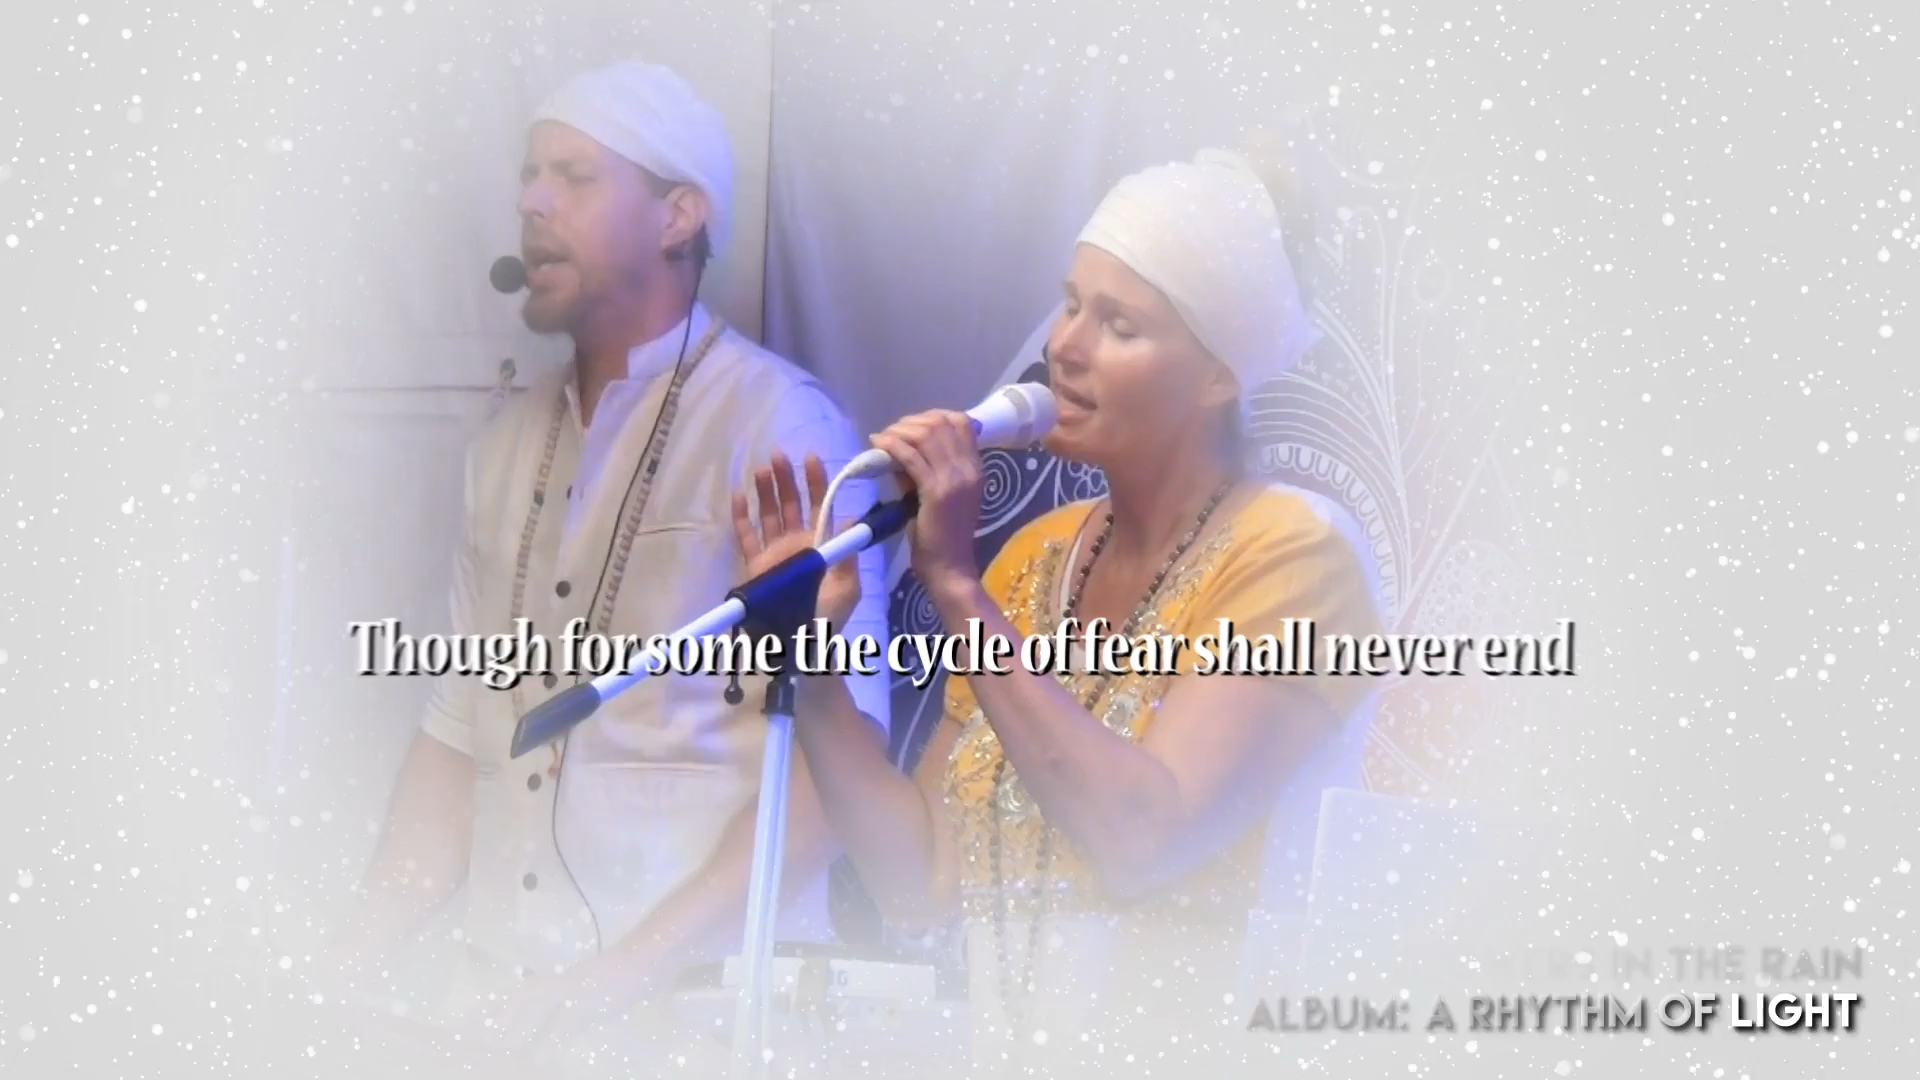 Though for some the cycle of fear shall never end
IN THE RAIN
ALBUM: A RHYTHM OF LIGHT